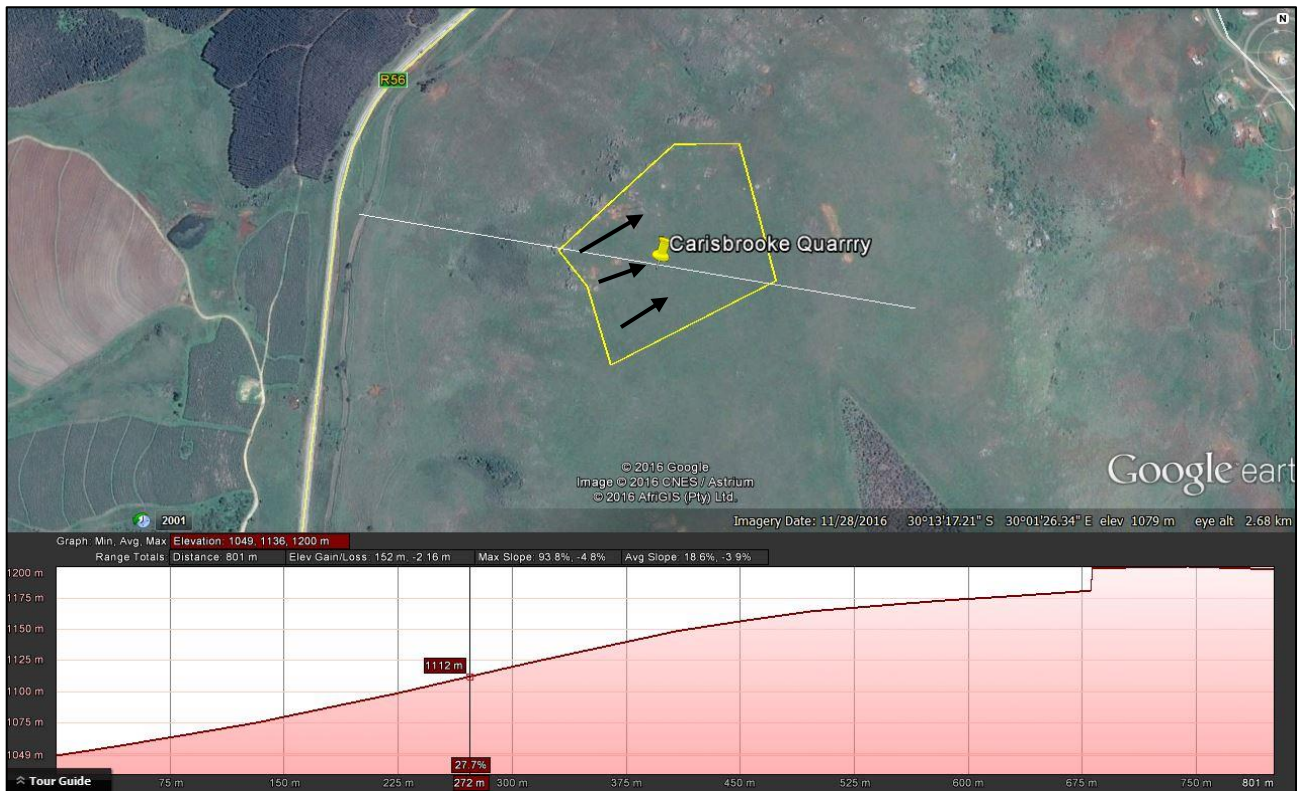 N
R56
Carisbrooke Quarrry
© 2016 Google
Image © 2016 CNES / Astrium
© 2016 AfriGIS (Pty) Ltd.
Google eart
2001
Imagery Date: 11/28/2016 30°13'17.21" S 30°01'26.34" E elev 1079 m eye alt 2.68 km
Graph: Min, Avg, Max Elevation: 1049, 1136, 1200 m
Range Totals: Distance: 801 m Elev Gain/Loss: 152 m, -2.16 m Max Slope: 93.8%, -4.8% Avg Slope: 18.6%, -3.9%
1200 m
1175 m
1150 m
1125 m
1112 m
1100 m
1075 m
1049 m
27.7%
Tour Guide 75 m 150 m 225 m 272 m 300 m 375 m 450 m 525 m 600 m 675 m 750 m 801 m